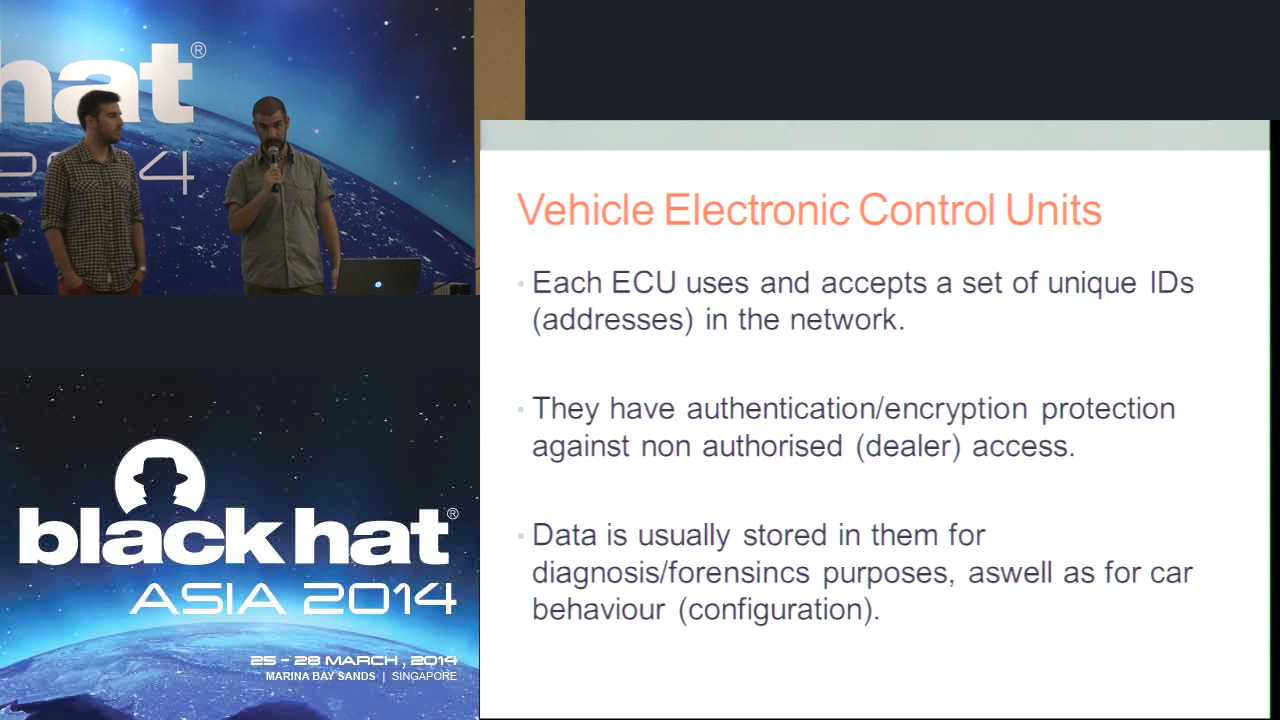 hat®
2014
Vehicle Electronic Control Units
Each ECU uses and accepts a set of unique IDs
(addresses) in the network.
They have authentication/encryption protection
against non authorised (dealer) access.
Data is usually stored in them for
diagnosis/forensincs purposes, aswell as for car
behaviour (configuration).
black hat®
ASIA 2014
25 - 28 MARCH, 2014
MARINA BAY SANDS | SINGAPORE